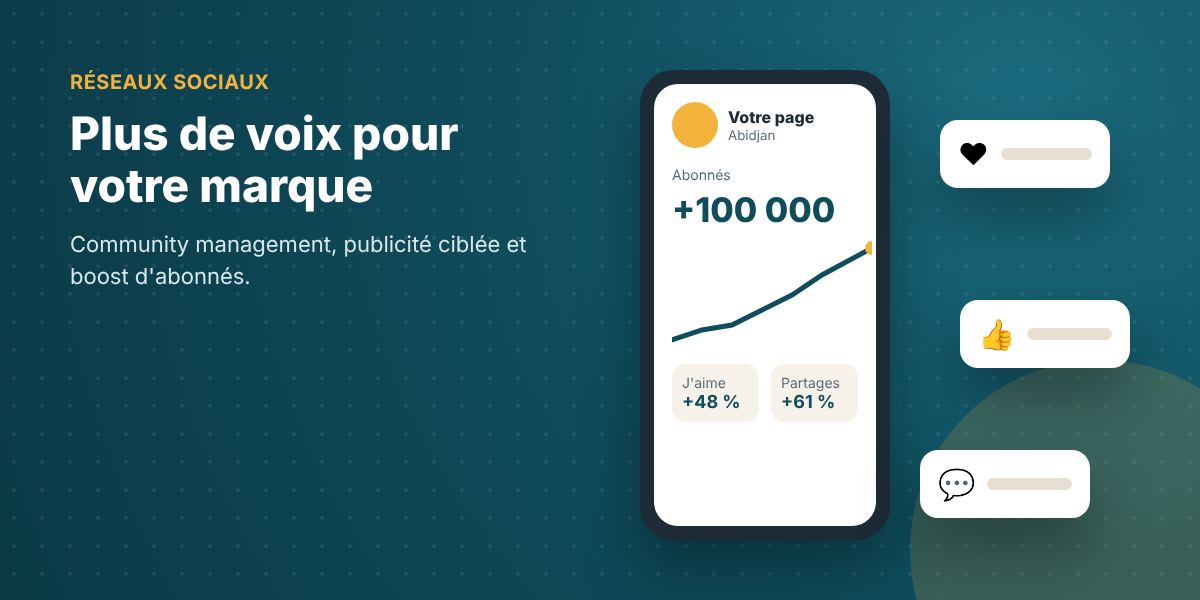 RÉSEAUX SOCIAUX
Plus de voix pour
votre marque
Community management, publicité ciblée et
boost d'abonnés.
Votre page
Abidjan
Abonnés
+100 000
J'aime
+48 %
Partages
+61 %